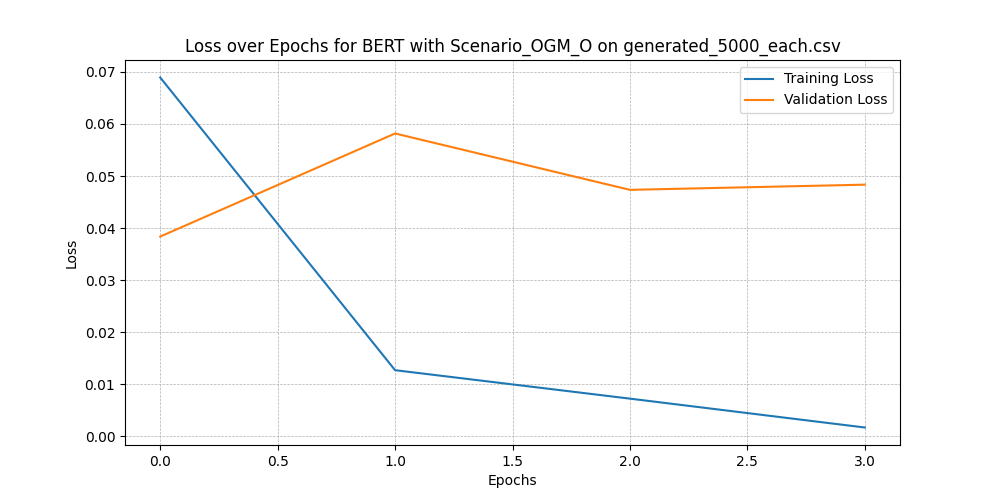 Loss over Epochs for BERT with Scenario_OGM_O on generated_5000_each.csv
Training Loss
Validation Loss
0.07
0.06
0.05
0.04
0.03
0.02
0.01
0.00
Loss
0.0 0.5 1.0 1.5 2.0 2.5 3.0
Epochs